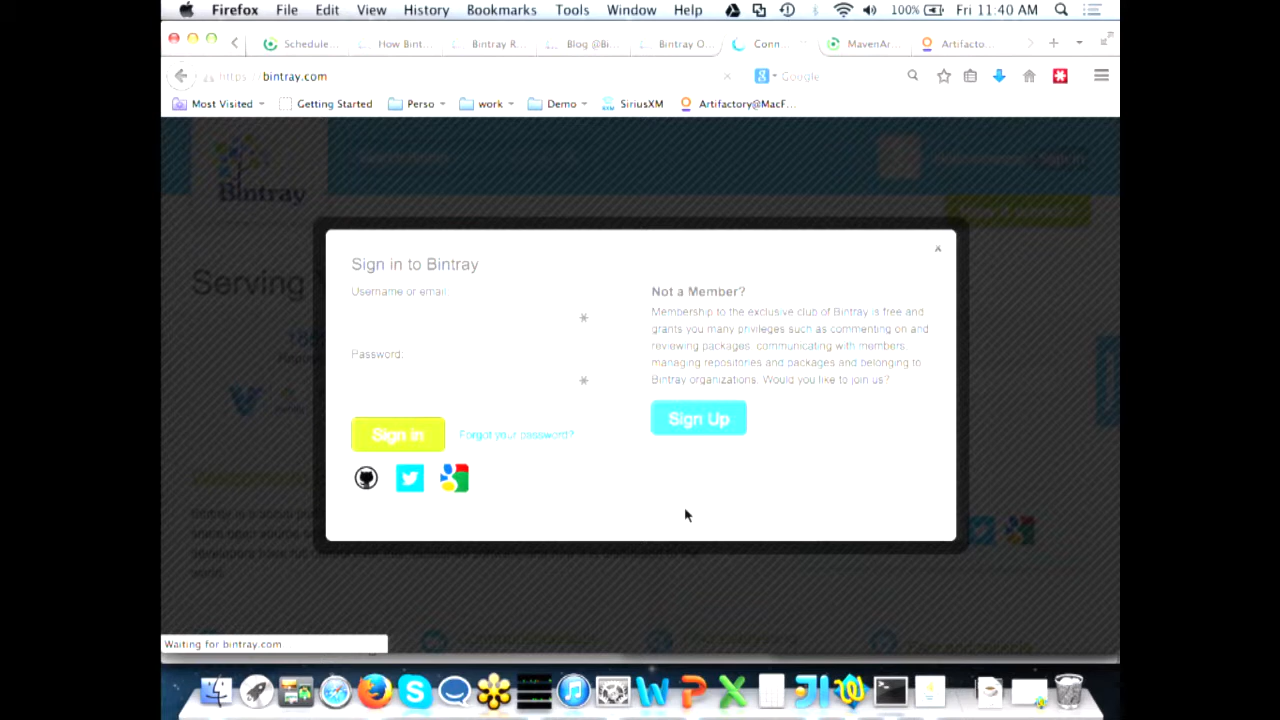 Firefox File Edit View History Bookmarks Tools Window Help 100% Fri 11:40 AM
Schedule... How Bint... Bintray R... Blog @Bi... Bintray O... Conn... MavenAr... Artifacto...
https bintray.com Google
Most Visited Getting Started Perso work Demo SiriusXM Artifactory@MacF...
Bintray
Serving
Sign in to Bintray
Username or email:
Password:
Sign in Forgot your password?
Not a Member?
Membership to the exclusive club of Bintray is free and
grants you many privileges such as commenting on and
reviewing packages, communicating with members,
managing repositories and packages and belonging to
Bintray organizations. Would you like to join us?
Sign Up
Waiting for bintray.com